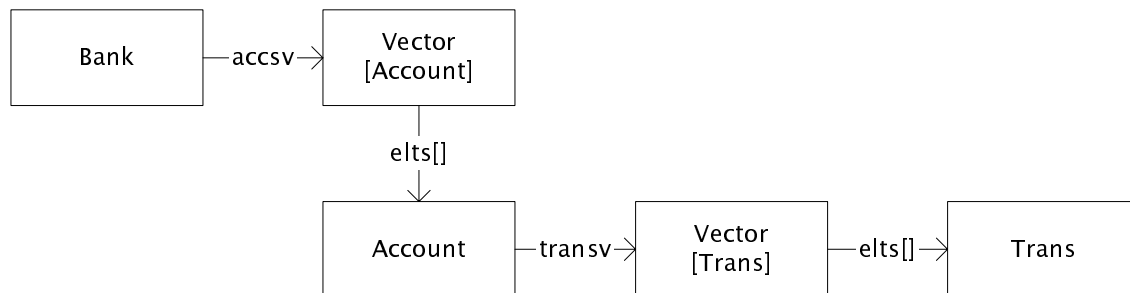 Bank
accsv
Vector
[Account]
elts[]
Account
transv
Vector
[Trans]
elts[]
Trans